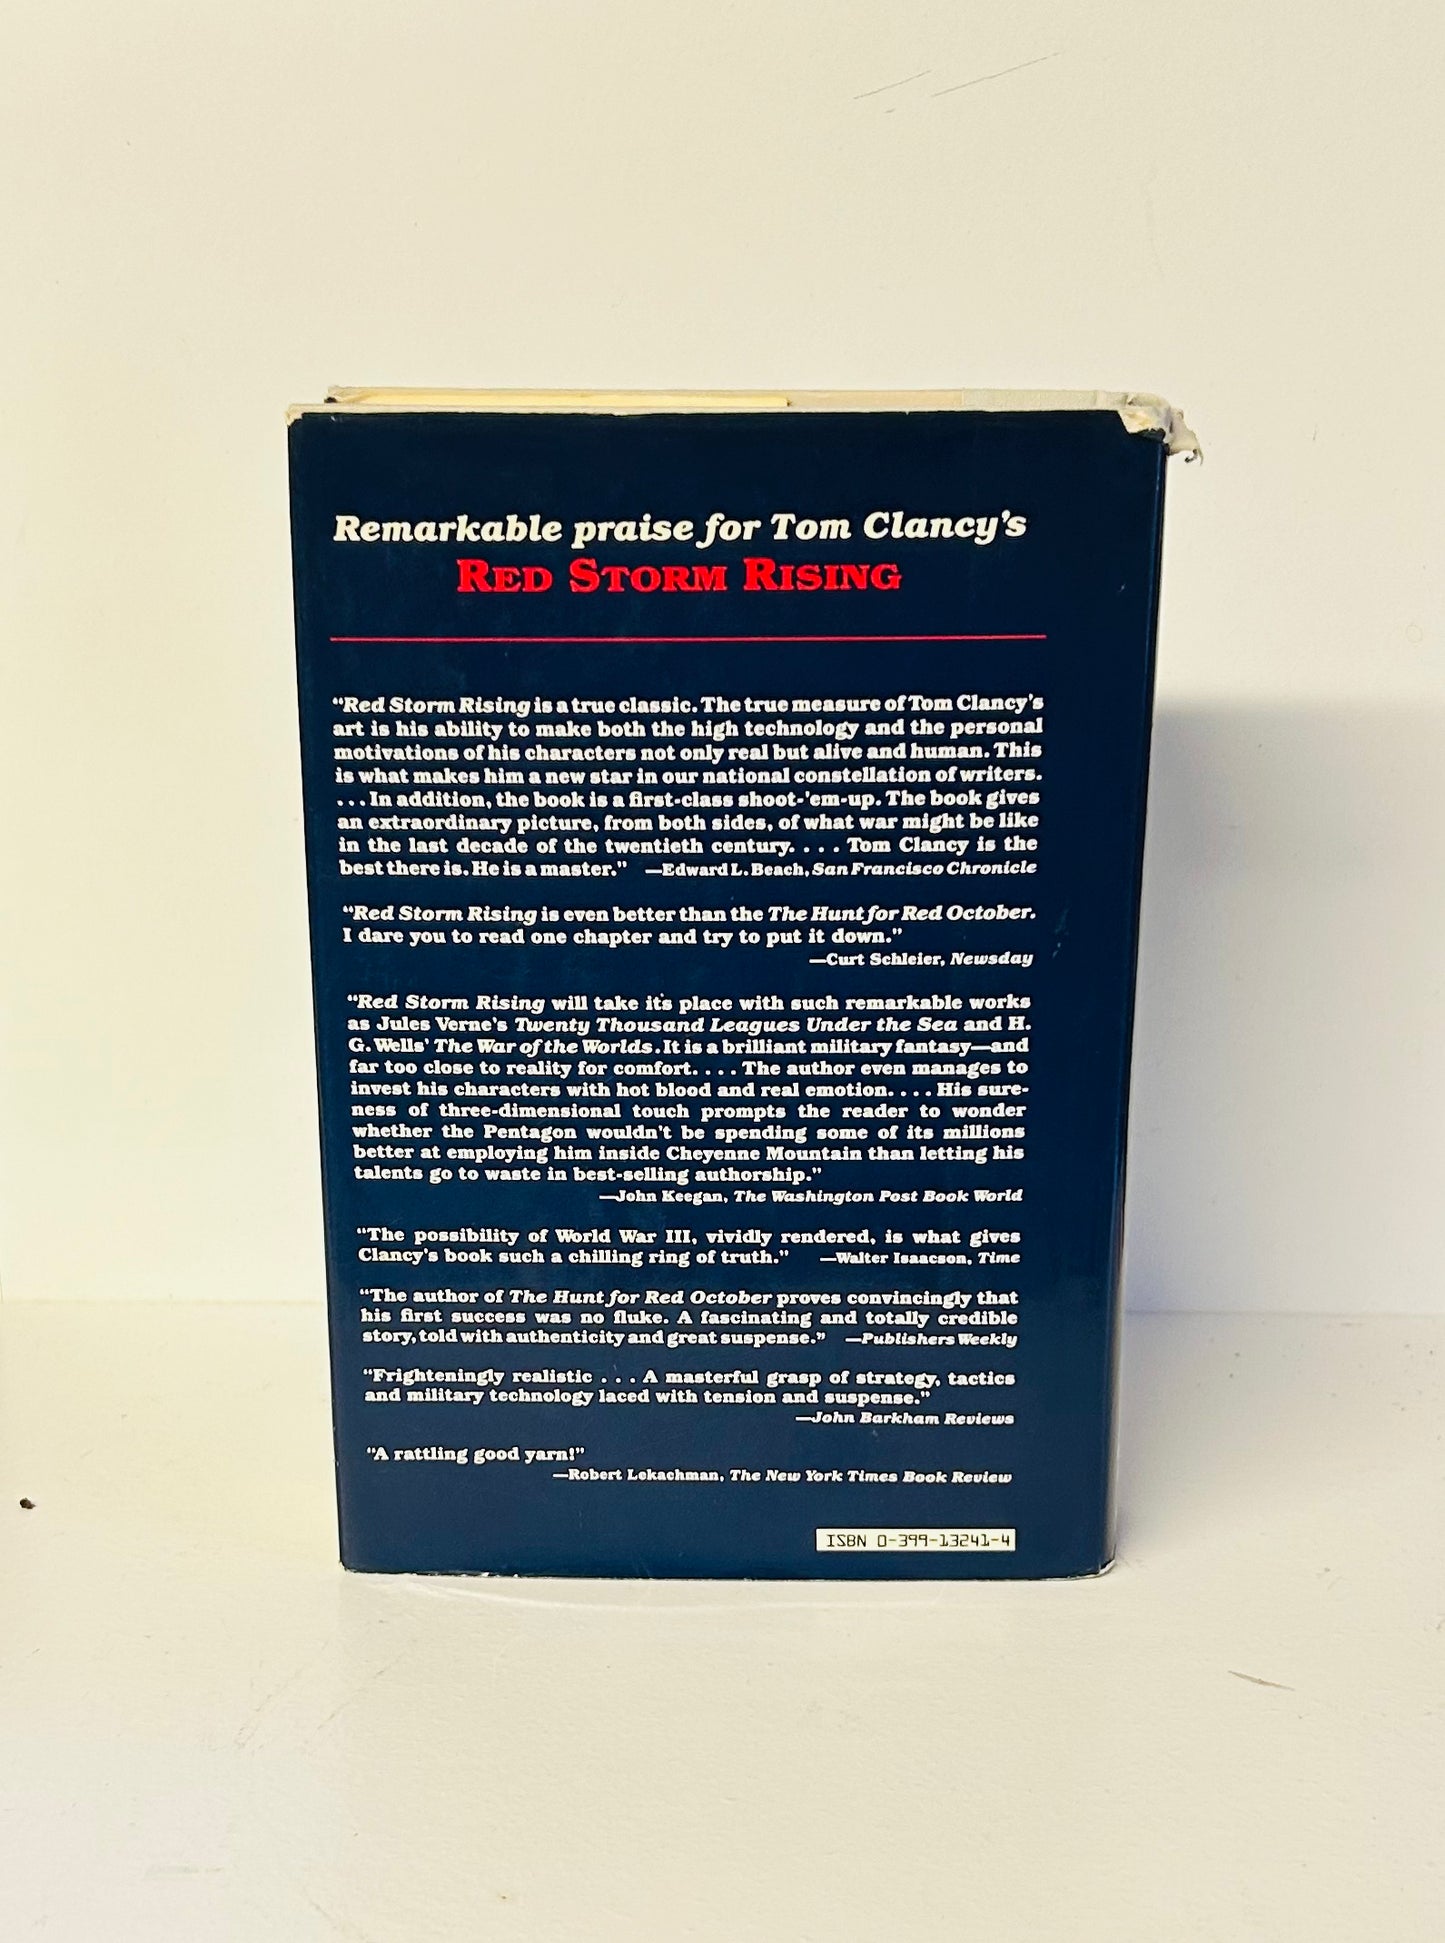 Remarkable praise for Tom Clancy's
RED STORM RISING
“Red Storm Rising is a true classic. The true measure of Tom Clancy's
art is his ability to make both the high technology and the personal
motivations of his characters not only real but alive and human. This
is what makes him a new star in our national constellation of writers.
. . . In addition, the book is a first-class shoot-'em-up. The book gives
an extraordinary picture, from both sides, of what war might be like
in the last decade of the twentieth century. . . . Tom Clancy is the
best there is. He is a master.” —Edward L. Beach, San Francisco Chronicle
“Red Storm Rising is even better than the The Hunt for Red October.
I dare you to read one chapter and try to put it down.”
—Curt Schleier, Newsday
“Red Storm Rising will take it's place with such remarkable works
as Jules Verne's Twenty Thousand Leagues Under the Sea and H.
G. Wells' The War of the Worlds. It is a brilliant military fantasy—and
far too close to reality for comfort. . . . The author even manages to
invest his characters with hot blood and real emotion. . . . His sure-
ness of three-dimensional touch prompts the reader to wonder
whether the Pentagon wouldn't be spending some of its millions
better at employing him inside Cheyenne Mountain than letting his
talents go to waste in best-selling authorship.”
—John Keegan, The Washington Post Book World
“The possibility of World War III, vividly rendered, is what gives
Clancy's book such a chilling ring of truth.” —Walter Isaacson, Time
“The author of The Hunt for Red October proves convincingly that
his first success was no fluke. A fascinating and totally credible
story, told with authenticity and great suspense.” —Publishers Weekly
“Frighteningly realistic . . . A masterful grasp of strategy, tactics
and military technology laced with tension and suspense.”
—John Barkham Reviews
“A rattling good yarn!”
—Robert Lekachman, The New York Times Book Review
ISBN 0-399-13241-4